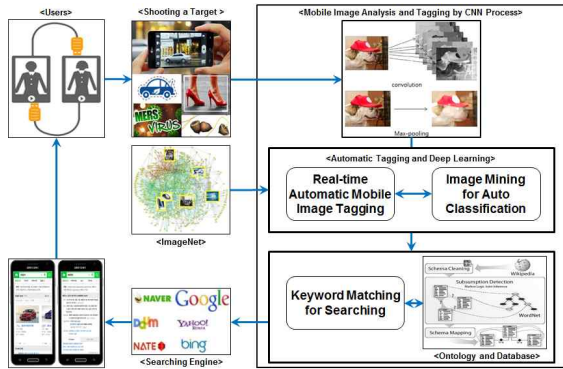 <Users>
<Shooting a Target >
<Mobile Image Analysis and Tagging by CNN Process>
MERS
VIRUS
convolution
Max-pooling
<ImageNet>
<Automatic Tagging and Deep Learning>
Real-time
Automatic Mobile
Image Tagging
Image Mining
for Auto
Classification
NAVER
Google
Daum
YAHOO!
NATE
bing
<Searching Engine>
Keyword Matching
for Searching
Schema Cleaning
Wikipedia
Subsumption Detection
WordNet
Schema Mapping
<Ontology and Database>